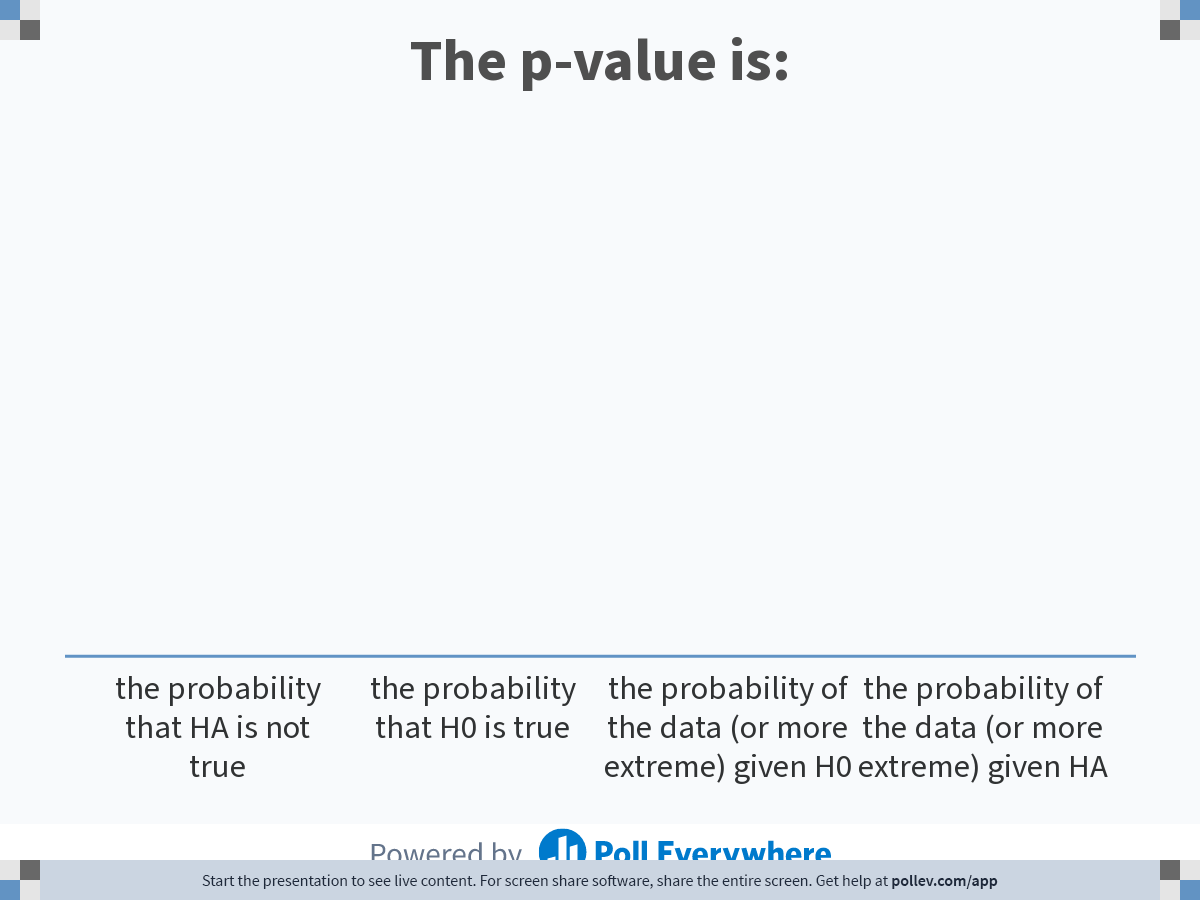 The p-value is:
the probability
that HA is not
true
the probability
that H0 is true
the probability of
the data (or more
extreme) given H0
the probability of
the data (or more
extreme) given HA
Powered by Poll Everywhere
Start the presentation to see live content. For screen share software, share the entire screen. Get help at pollev.com/app